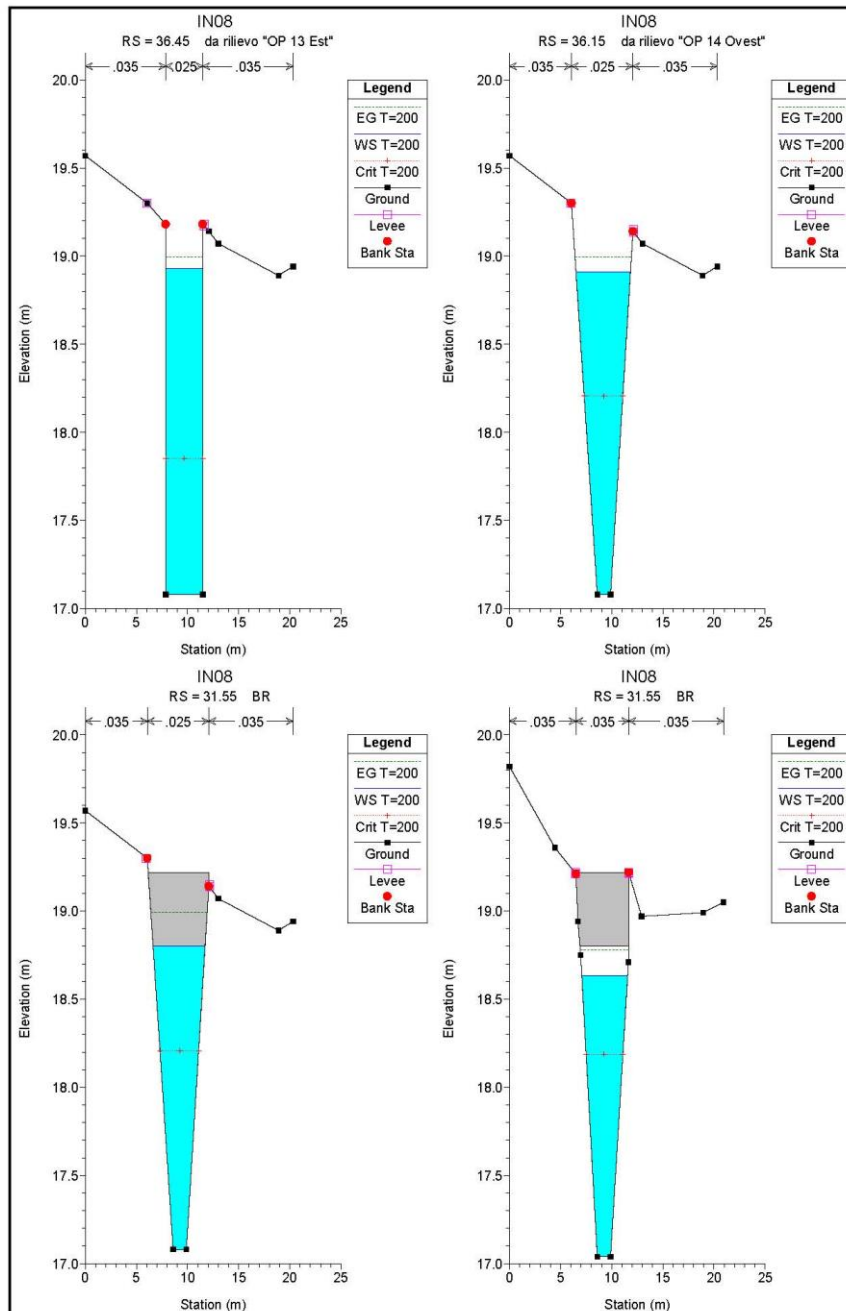 IN08
RS = 36.45 da rilievo "OP 13 Est"
.035 .025 .035
Legend
EG T=200
WS T=200
Crit T=200
Ground
Levee
Bank Sta
Elevation (m)
20.0
19.5
19.0
18.5
18.0
17.5
17.0
0 5 10 15 20 25
Station (m)
IN08
RS = 36.15 da rilievo "OP 14 Ovest"
.035 .025 .035
Legend
EG T=200
WS T=200
Crit T=200
Ground
Levee
Bank Sta
Elevation (m)
20.0
19.5
19.0
18.5
18.0
17.5
17.0
0 5 10 15 20 25
Station (m)
IN08
RS = 31.55 BR
.035 .025 .035
Legend
EG T=200
WS T=200
Crit T=200
Ground
Levee
Bank Sta
Elevation (m)
20.0
19.5
19.0
18.5
18.0
17.5
17.0
0 5 10 15 20 25
Station (m)
IN08
RS = 31.55 BR
.035 .035 .035
Legend
EG T=200
WS T=200
Crit T=200
Ground
Levee
Bank Sta
Elevation (m)
20.0
19.5
19.0
18.5
18.0
17.5
17.0
0 5 10 15 20 25
Station (m)